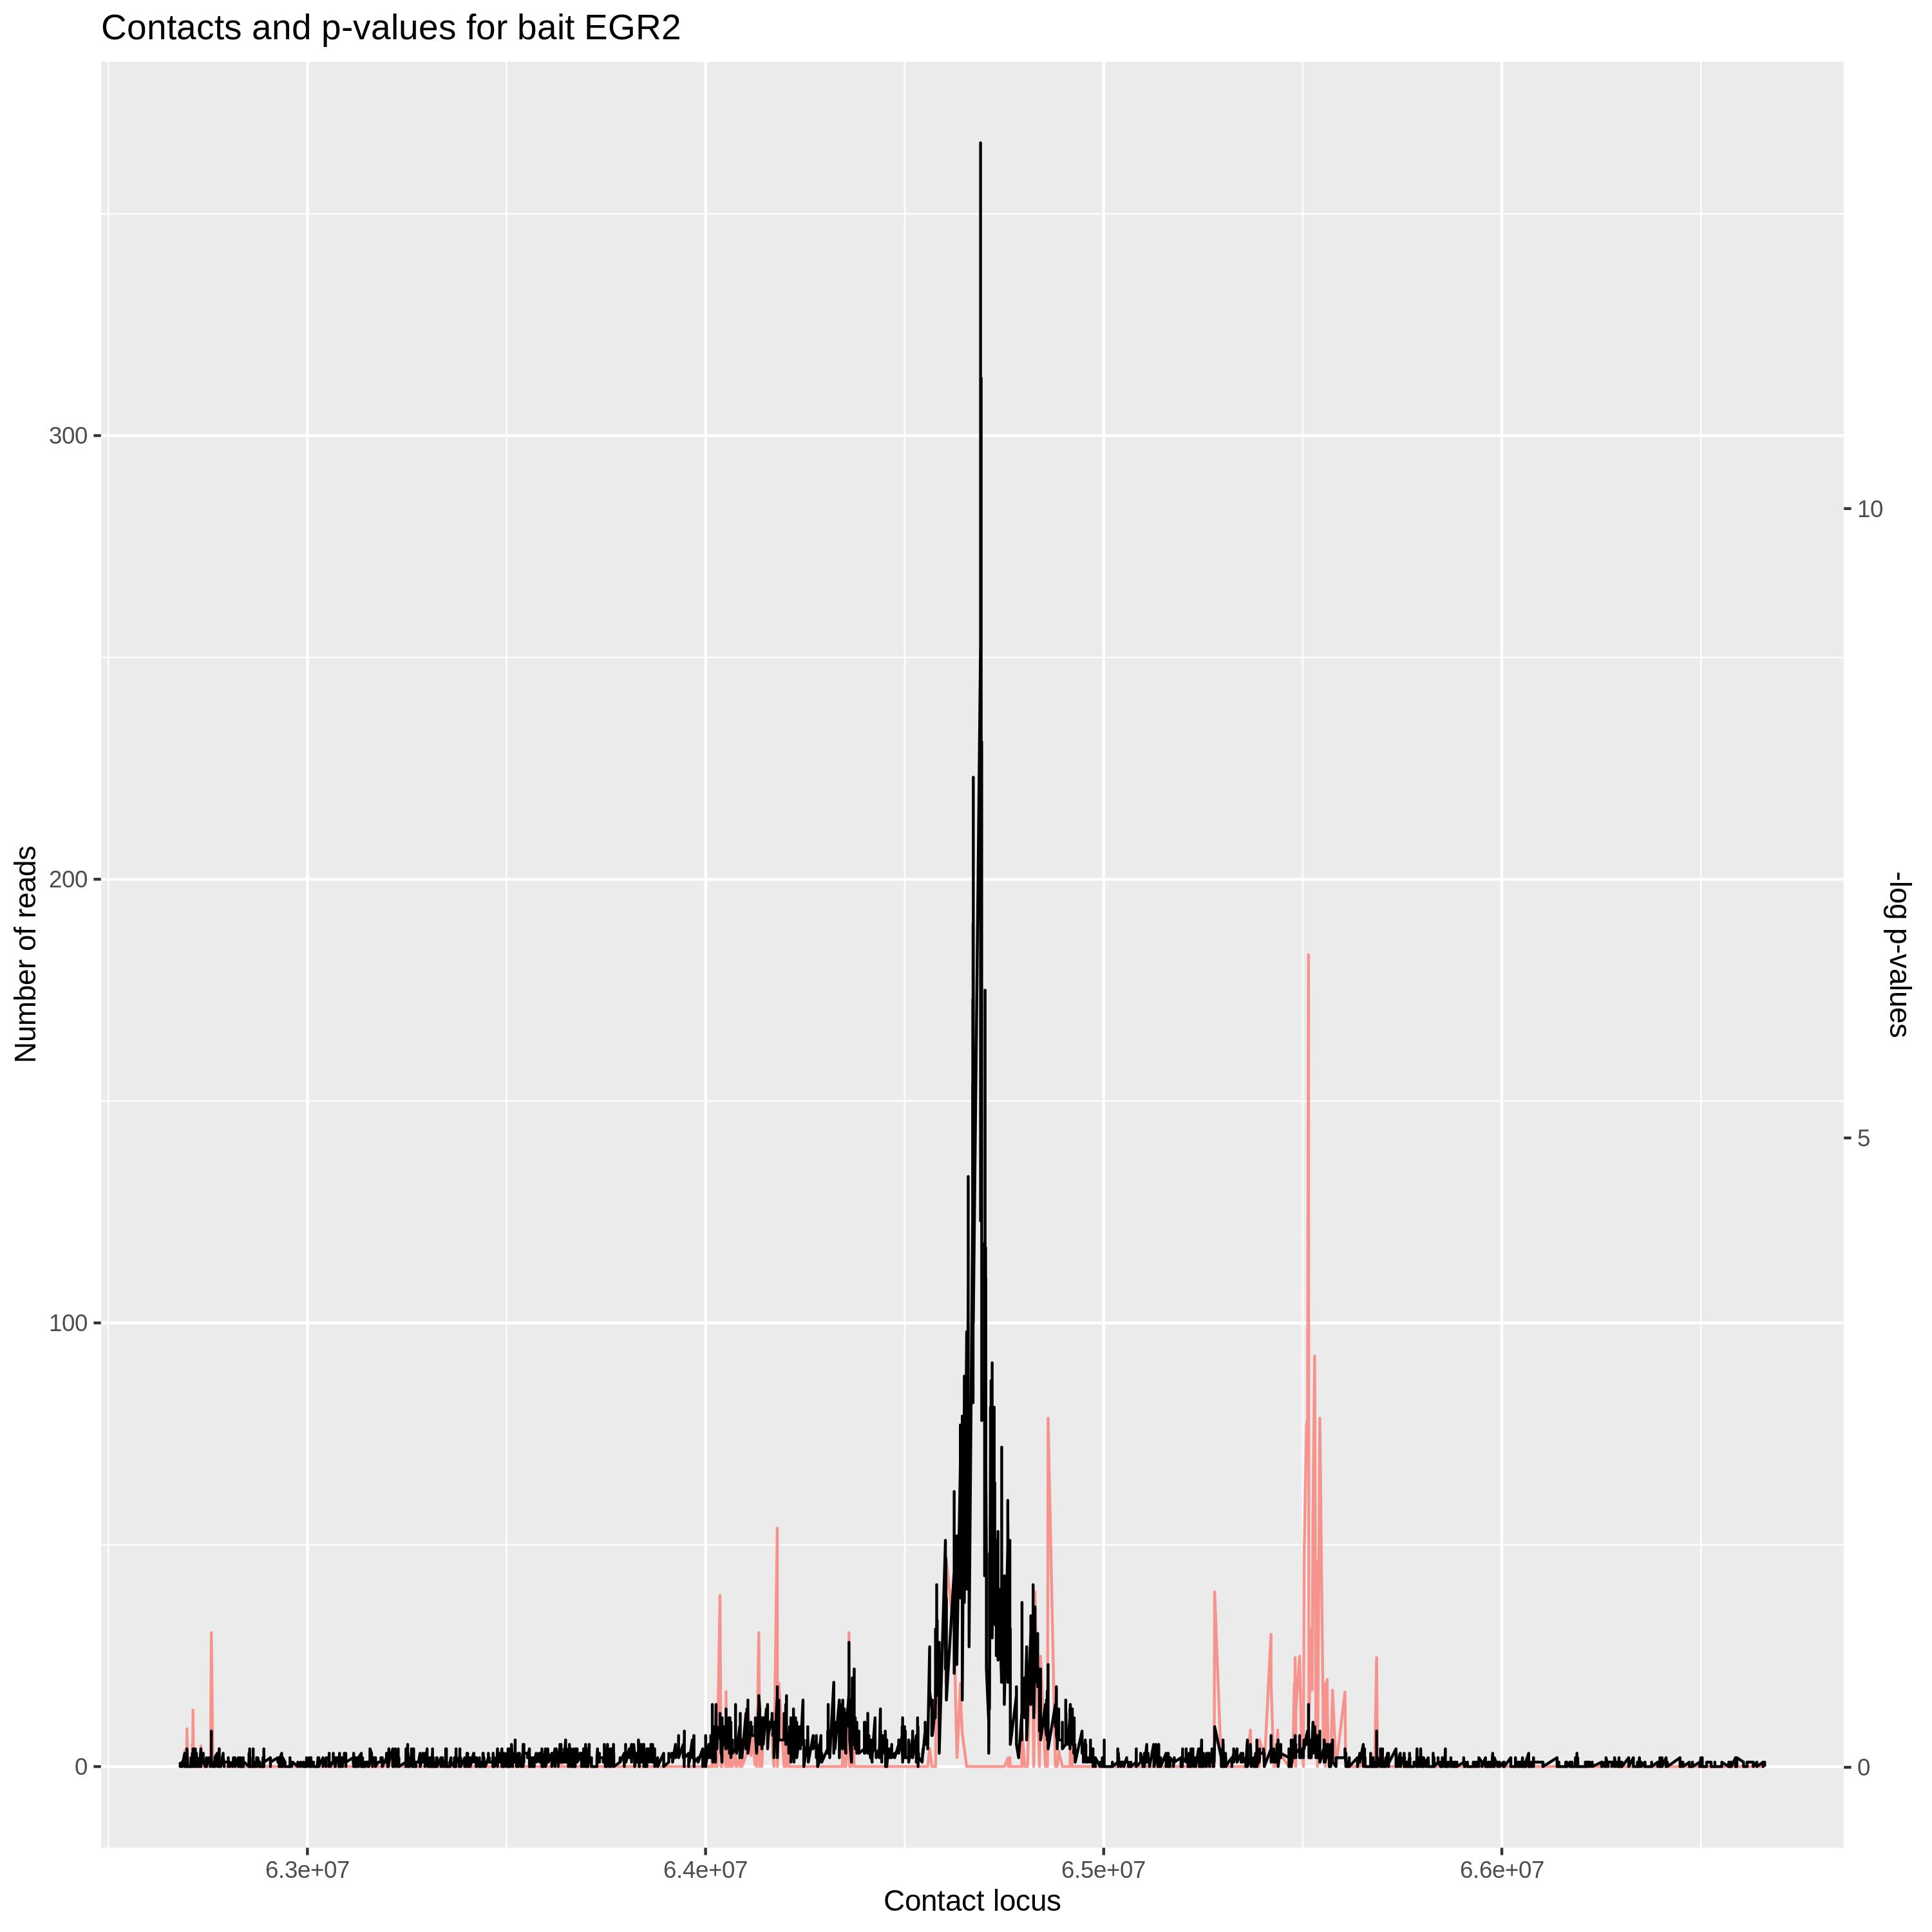 Contacts and p-values for bait EGR2
Number of reads
300
200
100
0
10
5
0
-log p-values
6.3e+07
6.4e+07
6.5e+07
6.6e+07
Contact locus